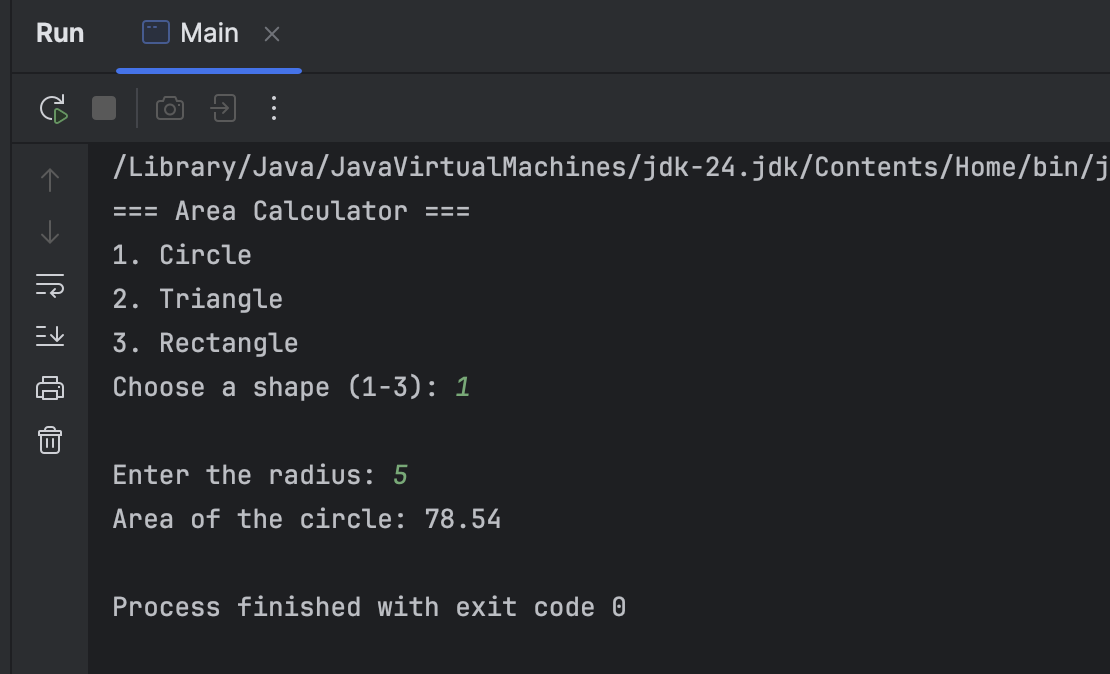 Run Main
/Library/Java/JavaVirtualMachines/jdk-24.jdk/Contents/Home/bin/j
=== Area Calculator ===
1. Circle
2. Triangle
3. Rectangle
Choose a shape (1-3): 1
Enter the radius: 5
Area of the circle: 78.54
Process finished with exit code 0